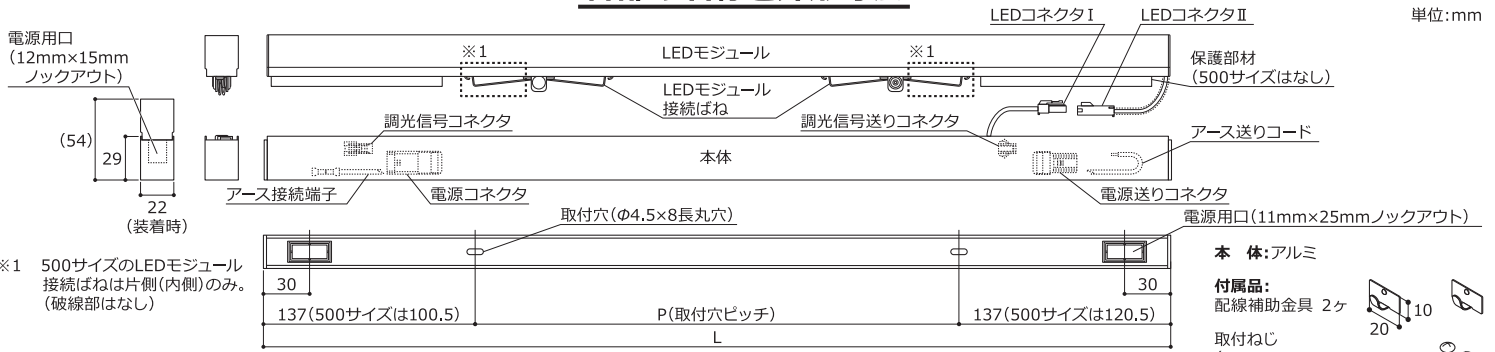 単位:mm
LEDコネクタⅠ
LEDコネクタⅡ
電源用口
(12mm×15mm
ノックアウト)
※1
LEDモジュール
※1
保護部材
(500サイズはなし)
LEDモジュール
接続ばね
(54)
29
22
(装着時)
調光信号コネクタ
調光信号送りコネクタ
アース送りコード
本体
アース接続端子
電源コネクタ
電源送りコネクタ
取付穴(Φ4.5×8長丸穴)
電源用口(11mm×25mmノックアウト)
※1 500サイズのLEDモジュール
接続ばねは片側(内側)のみ。
(破線部はなし)
30
30
137(500サイズは100.5)
P(取付穴ピッチ)
137(500サイズは120.5)
L
本 体:アルミ
付属品:
配線補助金具 2ヶ
10
20
取付ねじ